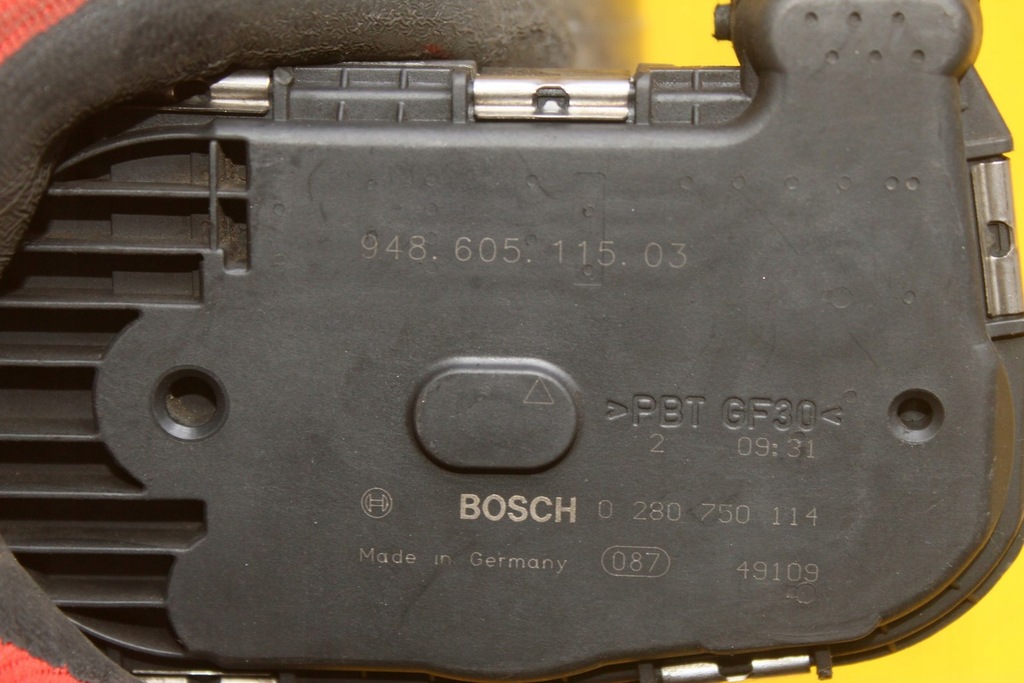 948.605.115.03
>PBT GF30<
2 09:31
BOSCH 0 280 750 114
Made in Germany 087 49109